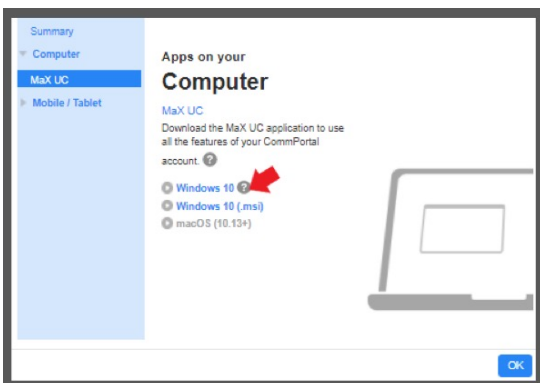 Summary
Computer
MaX UC
Mobile / Tablet
Apps on your
Computer
MaX UC
Download the MaX UC application to use
all the features of your CommPortal
account. ?
Windows 10 ?
Windows 10 (.msi)
macOS (10.13+)
OK